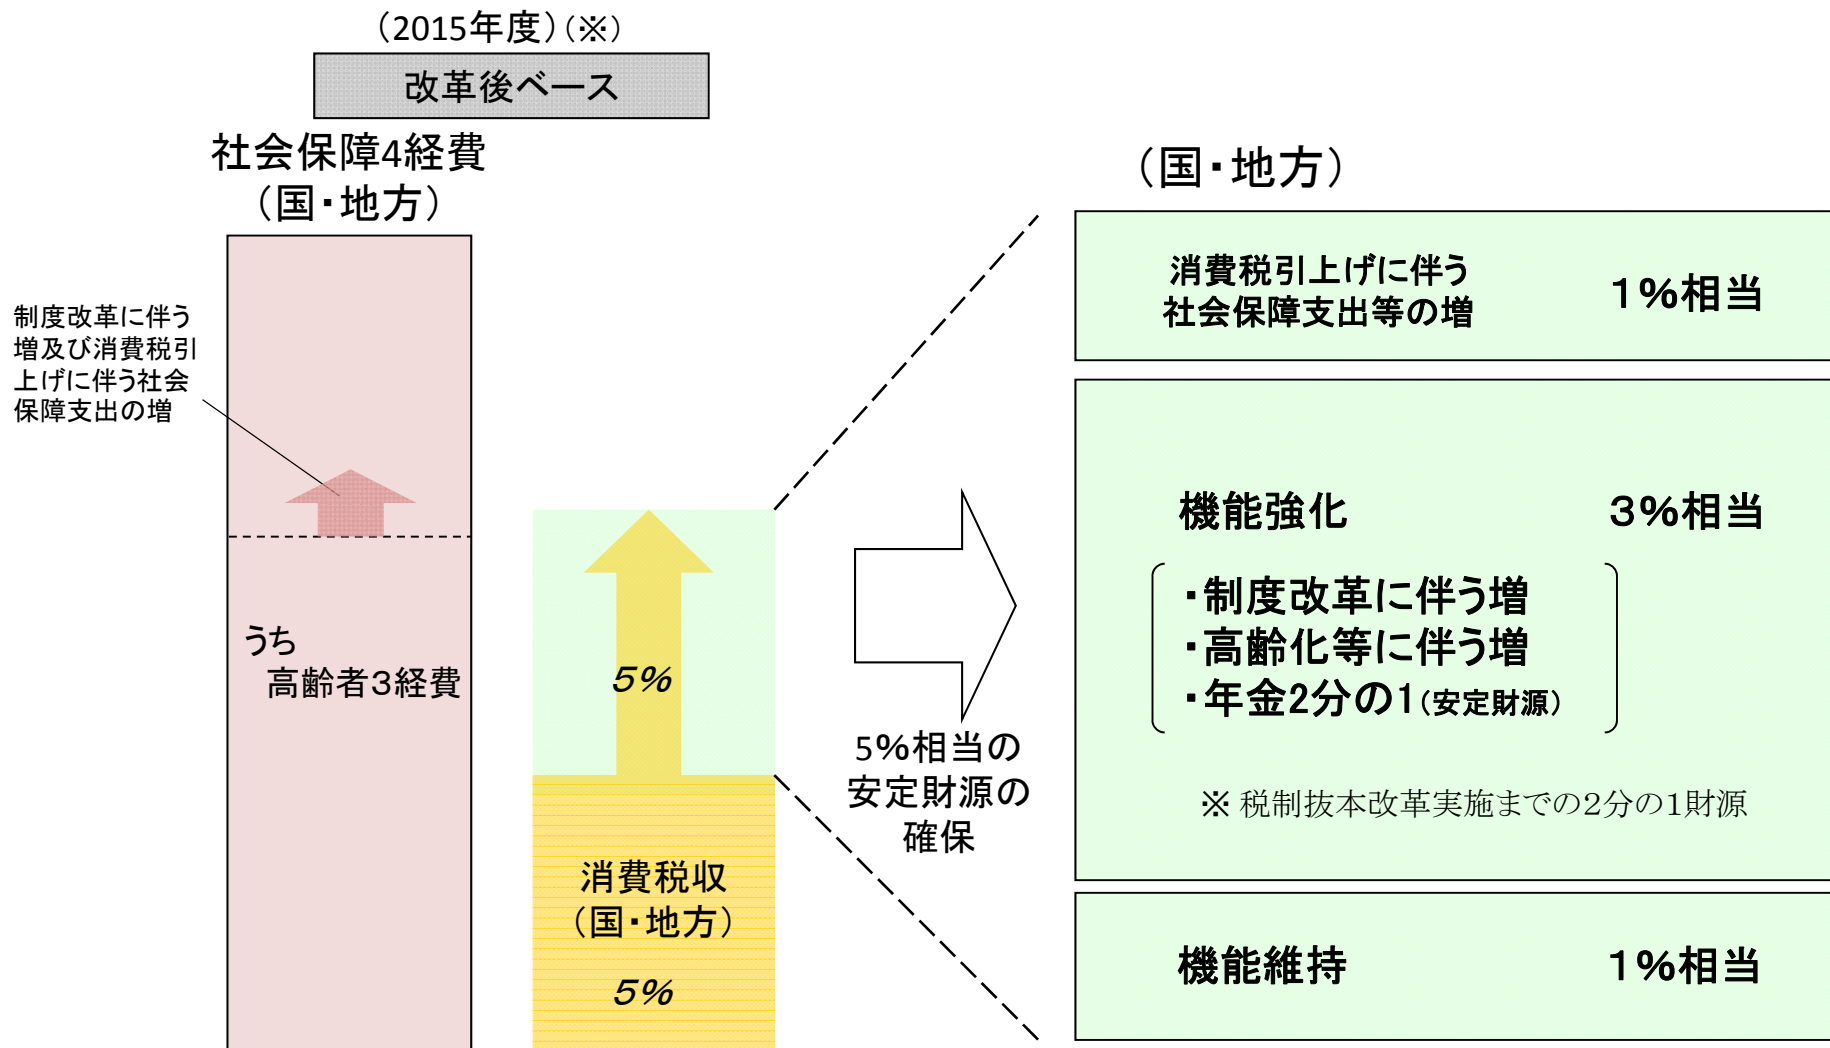 （2015年度）（※）
改革後ベース
社会保障4経費
（国・地方）
制度改革に伴う
増及び消費税引
上げに伴う社会
保障支出の増
うち
高齢者３経費
5%
消費税収
（国・地方）
5%
5%相当の
安定財源の
確保
（国・地方）
消費税引上げに伴う
社会保障支出等の増
1%相当
機能強化
3%相当
・制度改革に伴う増
・高齢化等に伴う増
・年金2分の1（安定財源）
※ 税制抜本改革実施までの２分の１財源
機能維持
1%相当